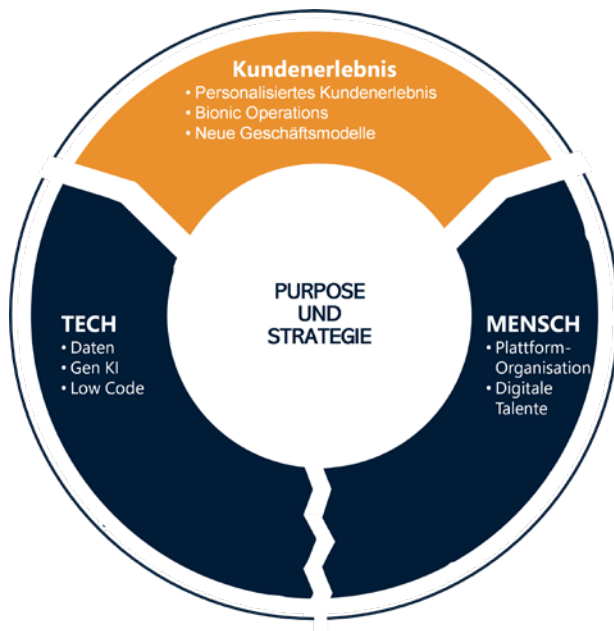 Kundenerlebnis
• Personalisiertes Kundenerlebnis
• Bionic Operations
• Neue Geschäftsmodelle
PURPOSE
UND
STRATEGIE
TECH
• Daten
• Gen KI
• Low Code
MENSCH
• Plattform-
Organisation
• Digitale
Talente